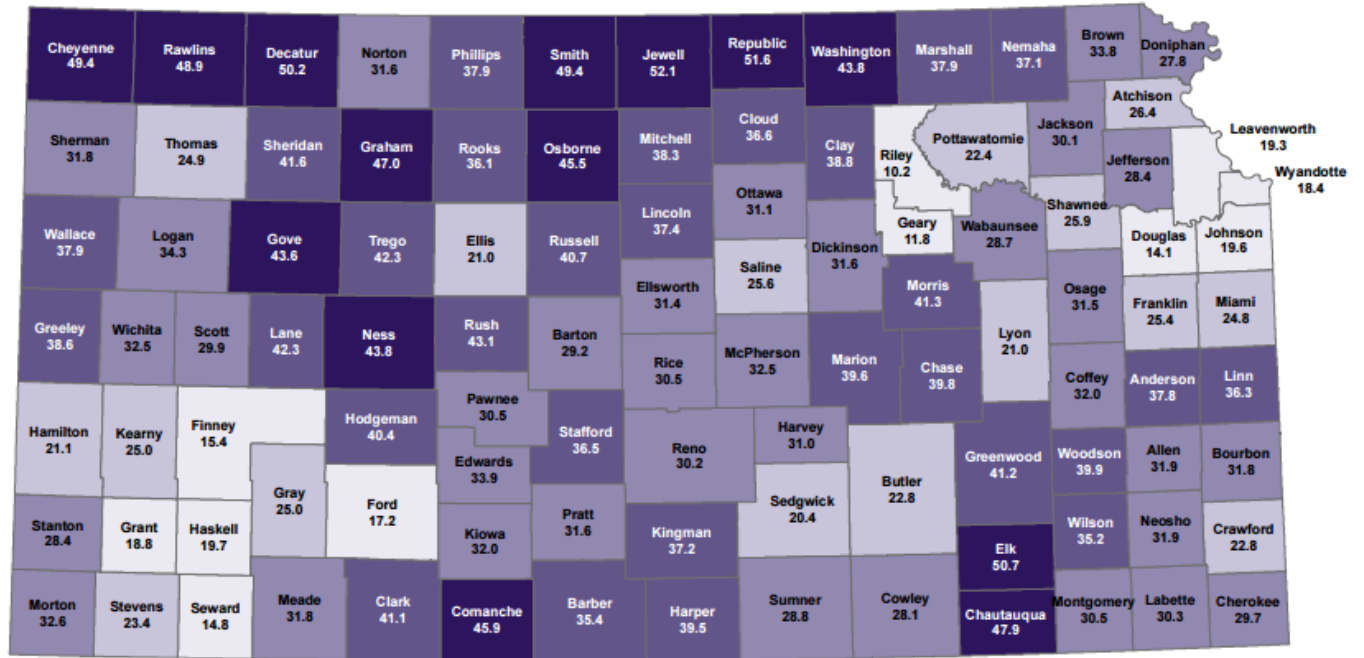 Cheyenne
49.4
Rawlins
48.9
Decatur
50.2
Norton
31.6
Phillips
37.9
Smith
49.4
Jewell
52.1
Republic
51.6
Washington
43.8
Marshall
37.9
Nemaha
37.1
Brown
33.8
Doniphan
27.8
Atchison
26.4
Sherman
31.8
Thomas
24.9
Sheridan
41.6
Graham
47.0
Rooks
36.1
Osborne
45.5
Mitchell
38.3
Cloud
36.6
Clay
38.8
Riley
10.2
Pottawatomie
22.4
Jackson
30.1
Jefferson
28.4
Leavenworth
19.3
Wyandotte
18.4
Wallace
37.9
Logan
34.3
Gove
43.6
Trego
42.3
Ellis
21.0
Russell
40.7
Lincoln
37.4
Ottawa
31.1
Saline
25.6
Dickinson
31.6
Geary
11.8
Wabaunsee
28.7
Shawnee
25.9
Douglas
14.1
Johnson
19.6
Greeley
38.6
Wichita
32.5
Scott
29.9
Lane
42.3
Ness
43.8
Rush
43.1
Barton
29.2
Ellsworth
31.4
Rice
30.5
McPherson
32.5
Marion
39.6
Morris
41.3
Chase
39.8
Lyon
21.0
Osage
31.5
Franklin
25.4
Miami
24.8
Coffey
32.0
Anderson
37.8
Linn
36.3
Hamilton
21.1
Kearny
25.0
Finney
15.4
Hodgeman
40.4
Pawnee
30.5
Edwards
33.9
Stafford
36.5
Reno
30.2
Harvey
31.0
Sedgwick
20.4
Butler
22.8
Greenwood
41.2
Woodson
39.9
Allen
31.9
Bourbon
31.8
Stanton
28.4
Grant
18.8
Haskell
19.7
Gray
25.0
Ford
17.2
Kiowa
32.0
Pratt
31.6
Kingman
37.2
Elk
50.7
Wilson
35.2
Neosho
31.9
Crawford
22.8
Morton
32.6
Stevens
23.4
Seward
14.8
Meade
31.8
Clark
41.1
Comanche
45.9
Barber
35.4
Harper
39.5
Sumner
28.8
Cowley
28.1
Chautauqua
47.9
Montgomery
30.5
Labette
30.3
Cherokee
29.7